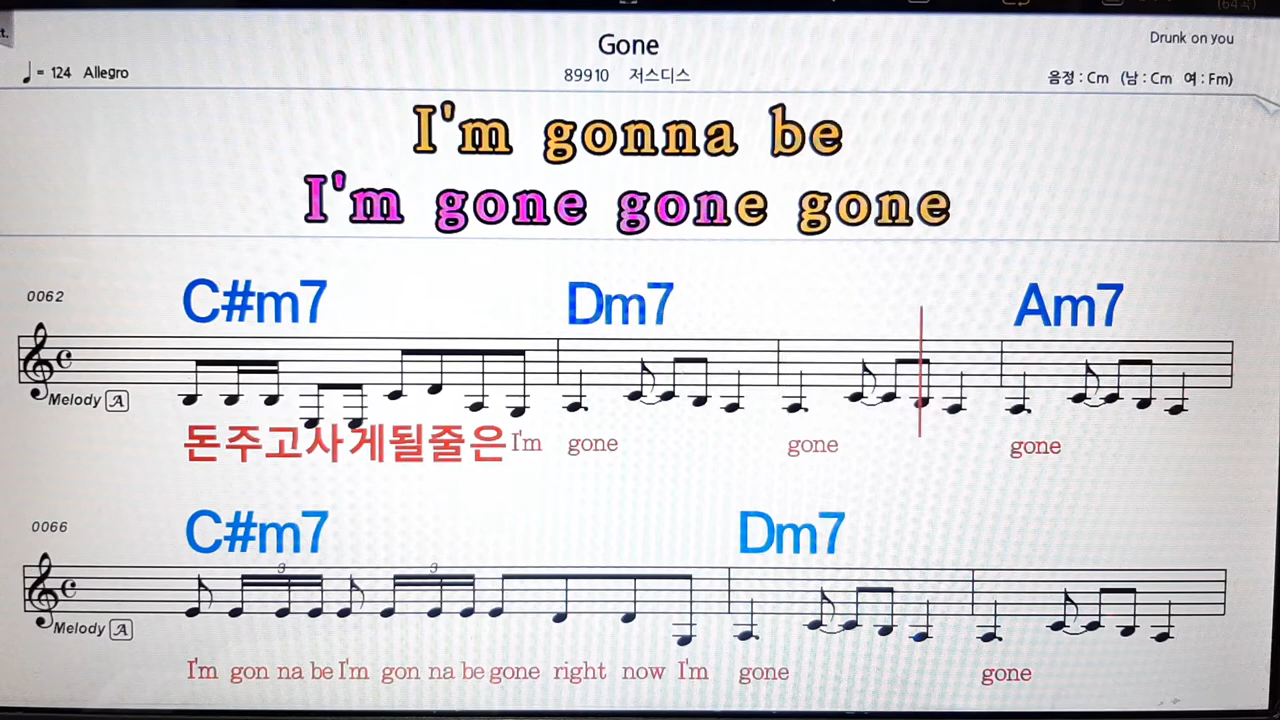 t.
Gone
Drunk on you
♩ = 124 Allegro
89910 저스디스
음정 : Cm (남 : Cm 여 : Fm)
I'm gonna be
I'm gone gone gone
0062
C#m7 Dm7 Am7
Melody A
돈주고사게될줄은 I'm gone gone gone
0066
C#m7 Dm7
3 3
Melody A
I'm gon na be I'm gon na be gone right now I'm gone gone